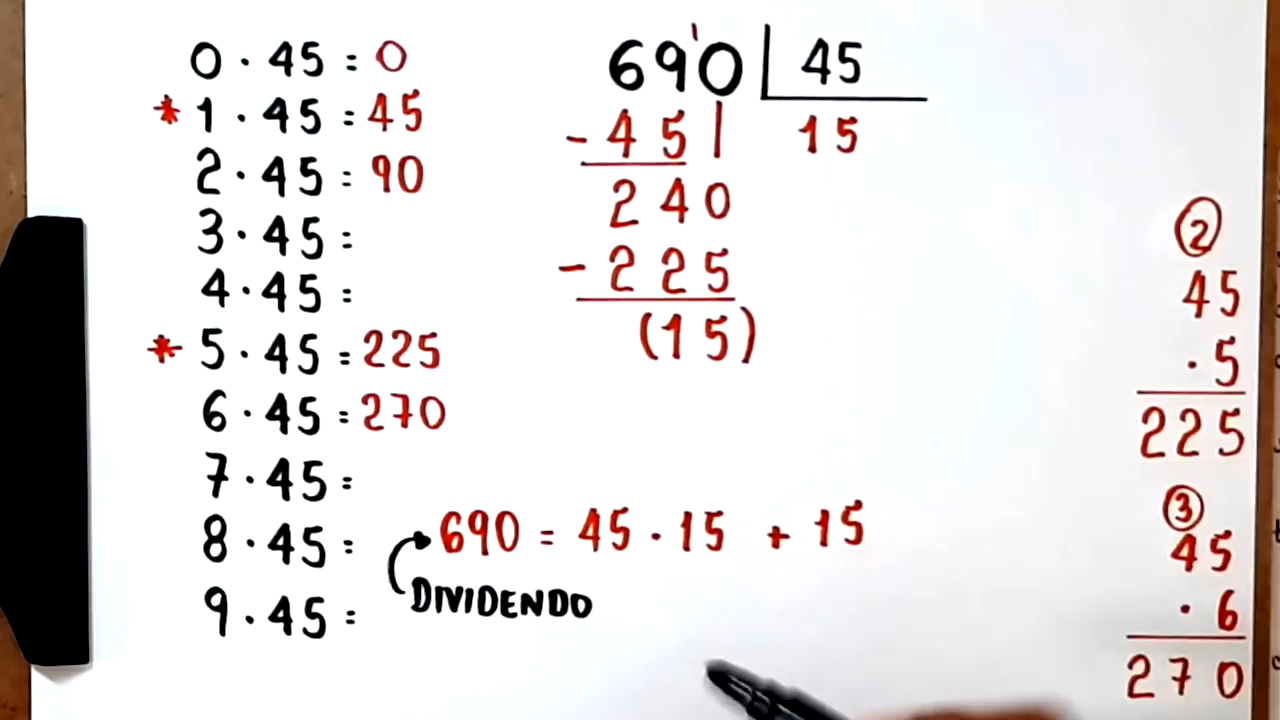 0 · 45 = 0
* 1 · 45 = 45
2 · 45 = 90
3 · 45 =
4 · 45 =
* 5 · 45 = 225
6 · 45 = 270
7 · 45 =
8 · 45 =
9 · 45 =
1
690 | 45
- 45 | 15
240
- 225
(15)
690 = 45 · 15 + 15
DIVIDENDO
2
45
· 5
225
3
45
· 6
270